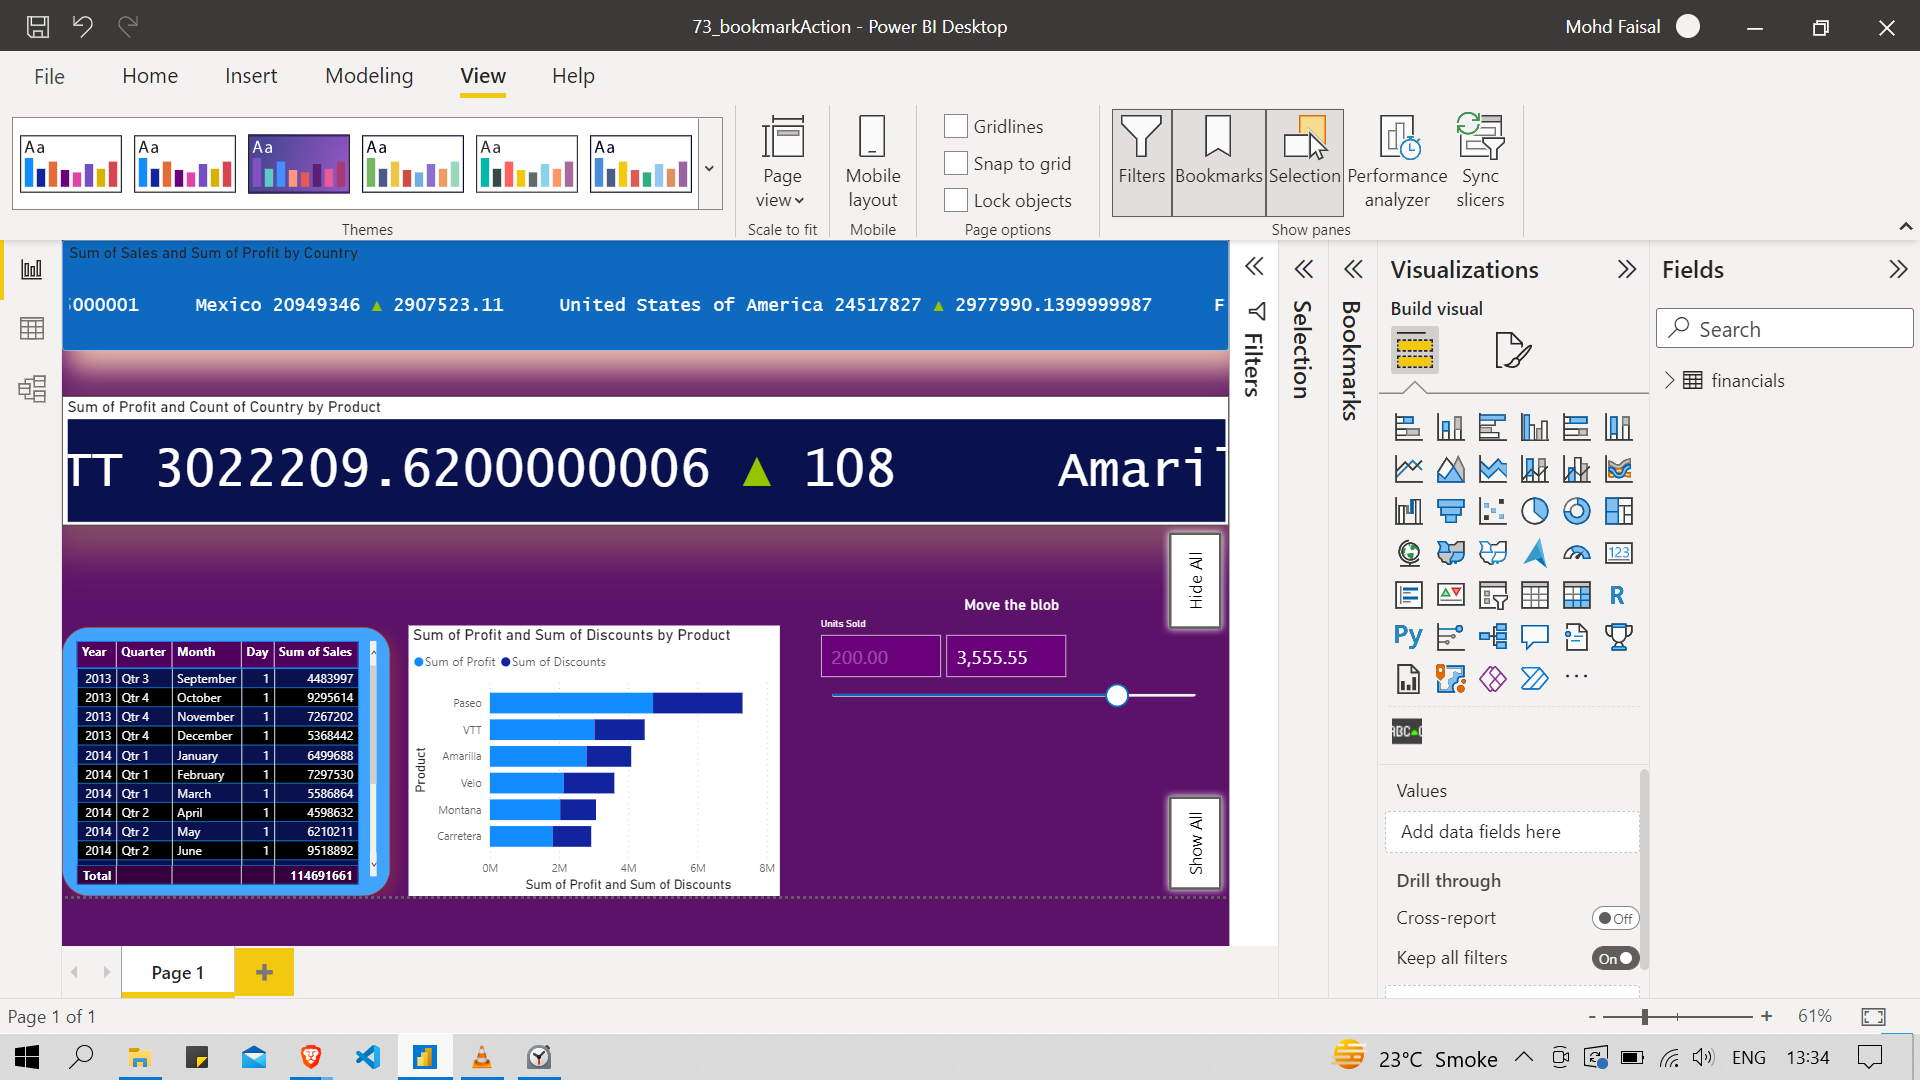 73_bookmarkAction - Power BI Desktop
Mohd Faisal
File Home Insert Modeling View Help
Aa Aa Aa Aa Aa Aa
Themes
Page view
Scale to fit
Mobile layout
Mobile
Gridlines
Snap to grid
Lock objects
Page options
Filters
Bookmarks
Selection
Performance analyzer
Sync slicers
Show panes
Sum of Sales and Sum of Profit by Country
5000001 Mexico 20949346 ▲ 2907523.11 United States of America 24517827 ▲ 2977990.1399999987 F
Sum of Profit and Count of Country by Product
TT 3022209.6200000006 ▲ 108 Amaril
Hide All
Move the blob
Units Sold
200.00 3,555.55
Show All
Year Quarter Month Day Sum of Sales
2013 Qtr 3 September 1 4483997
2013 Qtr 4 October 1 9295614
2013 Qtr 4 November 1 7267202
2013 Qtr 4 December 1 5368442
2014 Qtr 1 January 1 6499688
2014 Qtr 1 February 1 7297530
2014 Qtr 1 March 1 5586864
2014 Qtr 2 April 1 4598632
2014 Qtr 2 May 1 6210211
2014 Qtr 2 June 1 9518892
Total 114691661
Sum of Profit and Sum of Discounts by Product
Sum of Profit Sum of Discounts
Product
Paseo
VTT
Amarilla
Velo
Montana
Carretera
0M 2M 4M 6M 8M
Sum of Profit and Sum of Discounts
Filters
Selection
Bookmarks
Visualizations
Build visual
123
R
Py
ABC
Values
Add data fields here
Drill through
Cross-report Off
Keep all filters On
Fields
Search
financials
Page 1
Page 1 of 1
- + 61%
23°C Smoke ENG 13:34